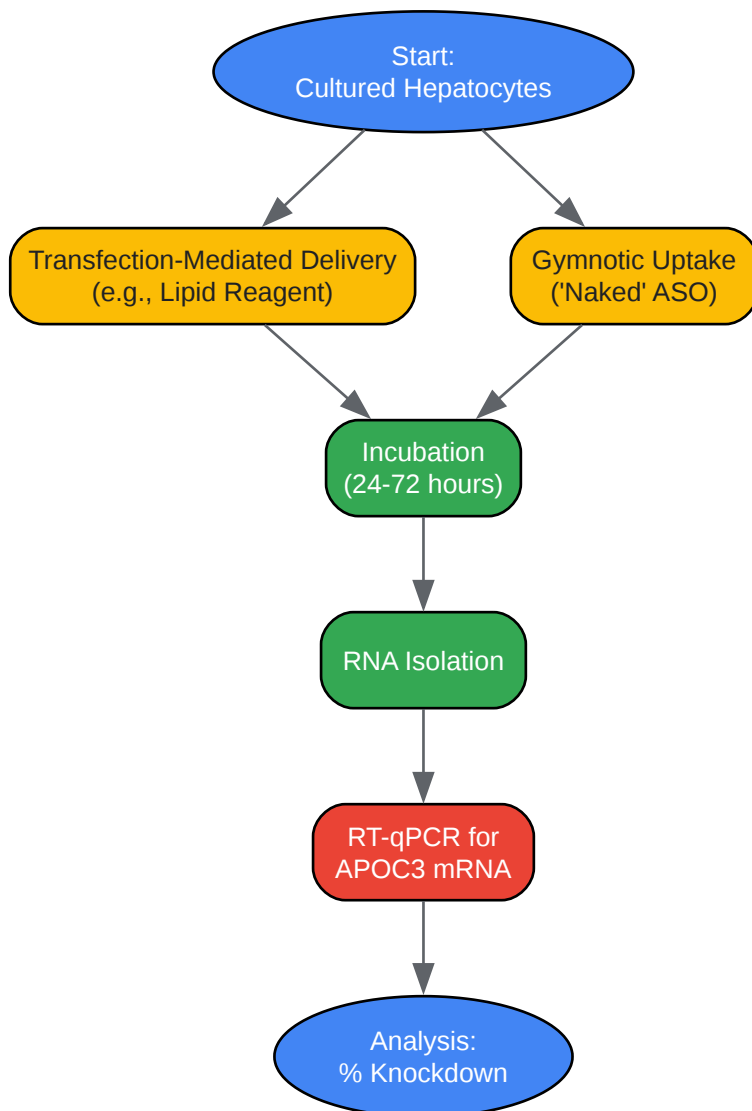 Start:
Cultured Hepatocytes
Transfection-Mediated Delivery
(e.g., Lipid Reagent)
Gymnotic Uptake
('Naked' ASO)
Incubation
(24-72 hours)
RNA Isolation
RT-qPCR for
APOC3 mRNA
Analysis:
% Knockdown